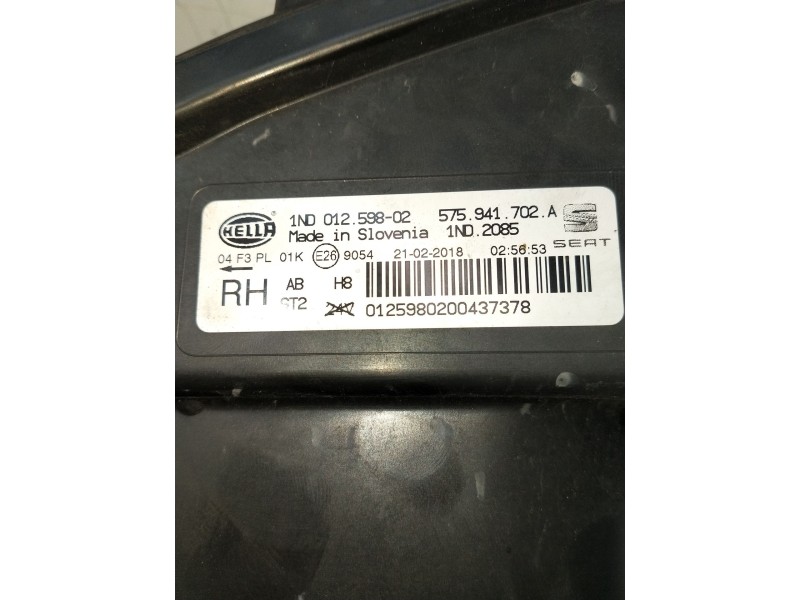 HELLA 1ND 012.598-02 575.941.702.A
Made in Slovenia 1ND.2085 SEAT
04 F3 PL 01K E26 9054 21-02-2018 02:56:53
RH AB H8
ST2 24V 0125980200437378